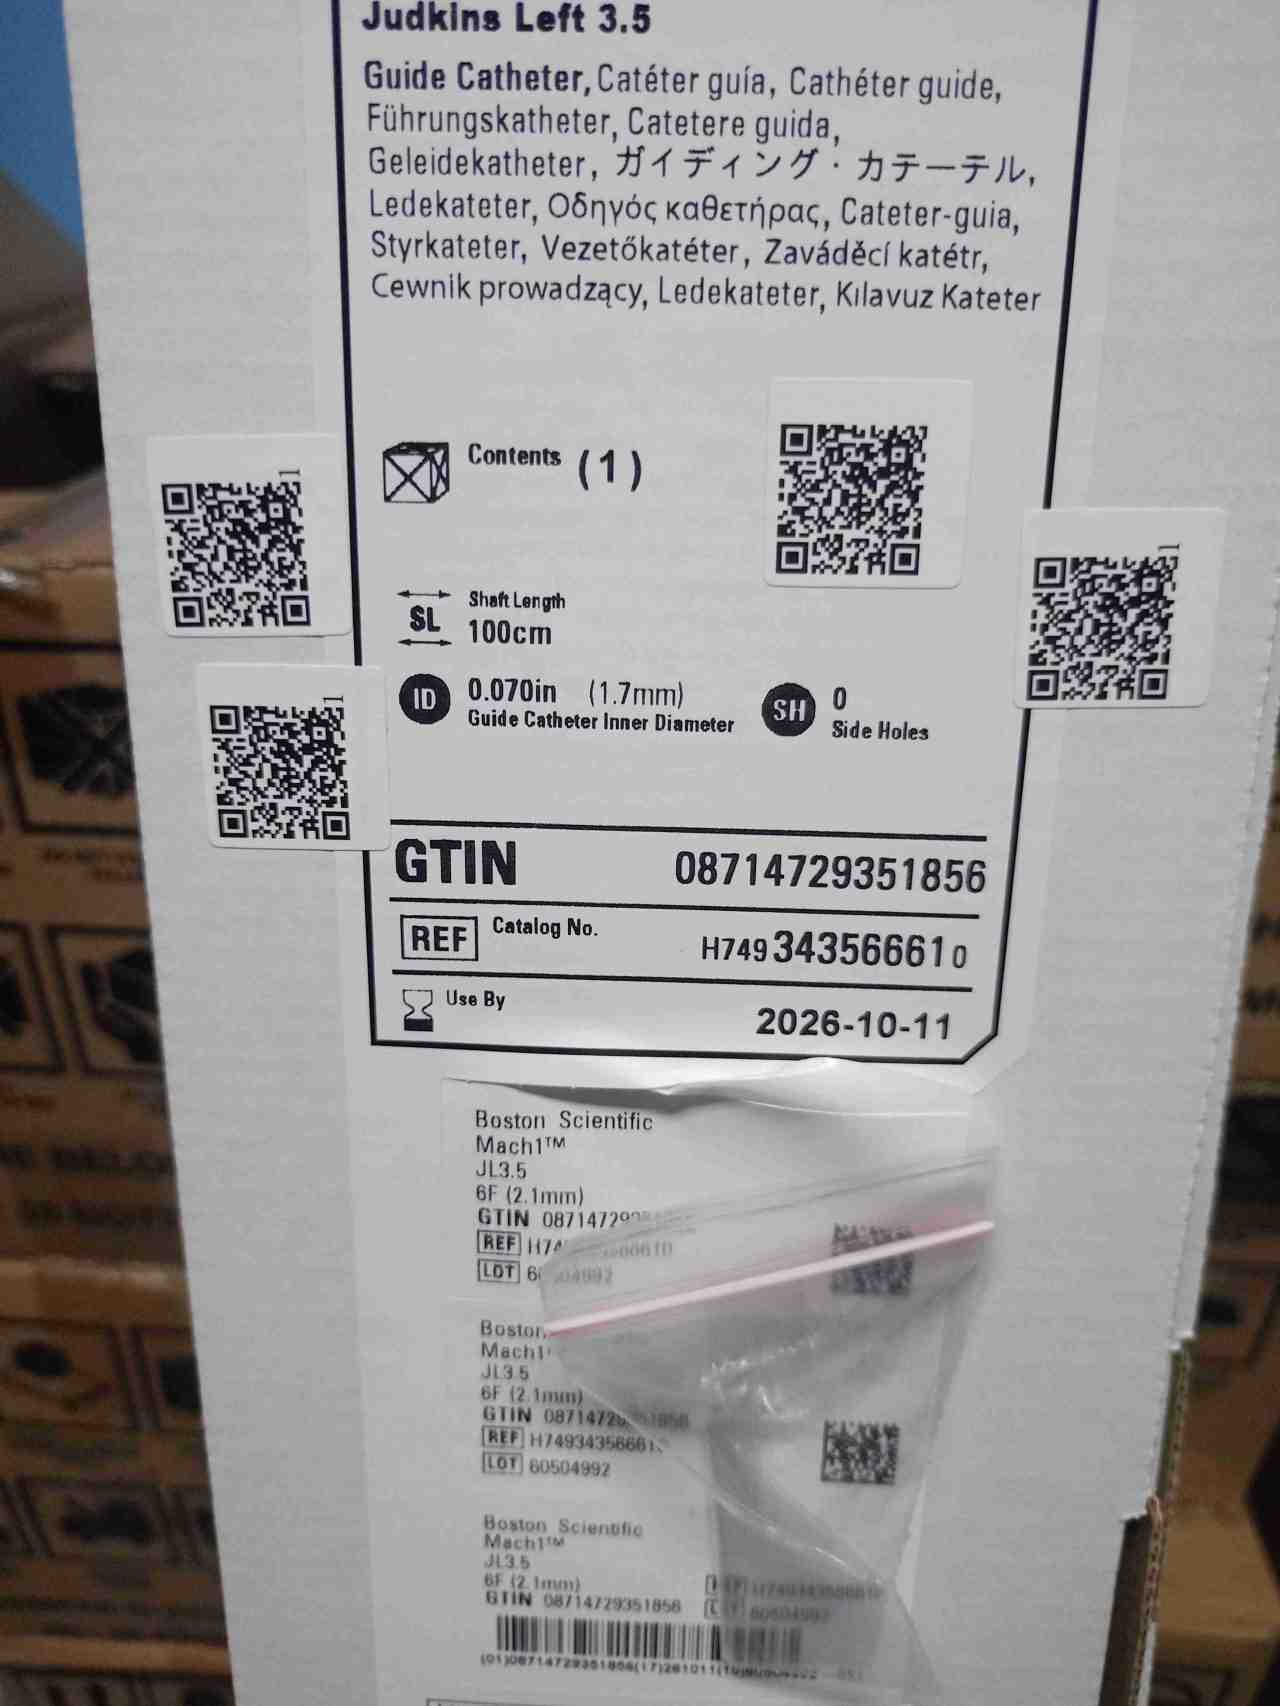 Judkins Left 3.5
Guide Catheter, Catéter guía, Cathéter guide,
Führungskatheter, Catetere guida,
Geleidekatheter, ガイディング・カテーテル,
Ledekateter, Οδηγός καθετήρας, Cateter-guia,
Styrkateter, Vezetőkatéter, Zaváděcí katétr,
Cewnik prowadzący, Ledekateter, Kılavuz Kateter
Contents (1)
1
1
1
SL Shaft Length
100cm
ID 0.070in (1.7mm)
Guide Catheter Inner Diameter
SH 0
Side Holes
GTIN 08714729351856
REF Catalog No. H749 34356661 0
Use By 2026-10-11
Boston Scientific
Mach1™
JL3.5
6F (2.1mm)
GTIN
REF
LOT
Mach1
JL3.5
6F (2.1mm)
GTIN
REF
LOT 60504992
Boston Scientific
Mach1™
JL3.5
6F (2.1mm)
GTIN 08714729351856